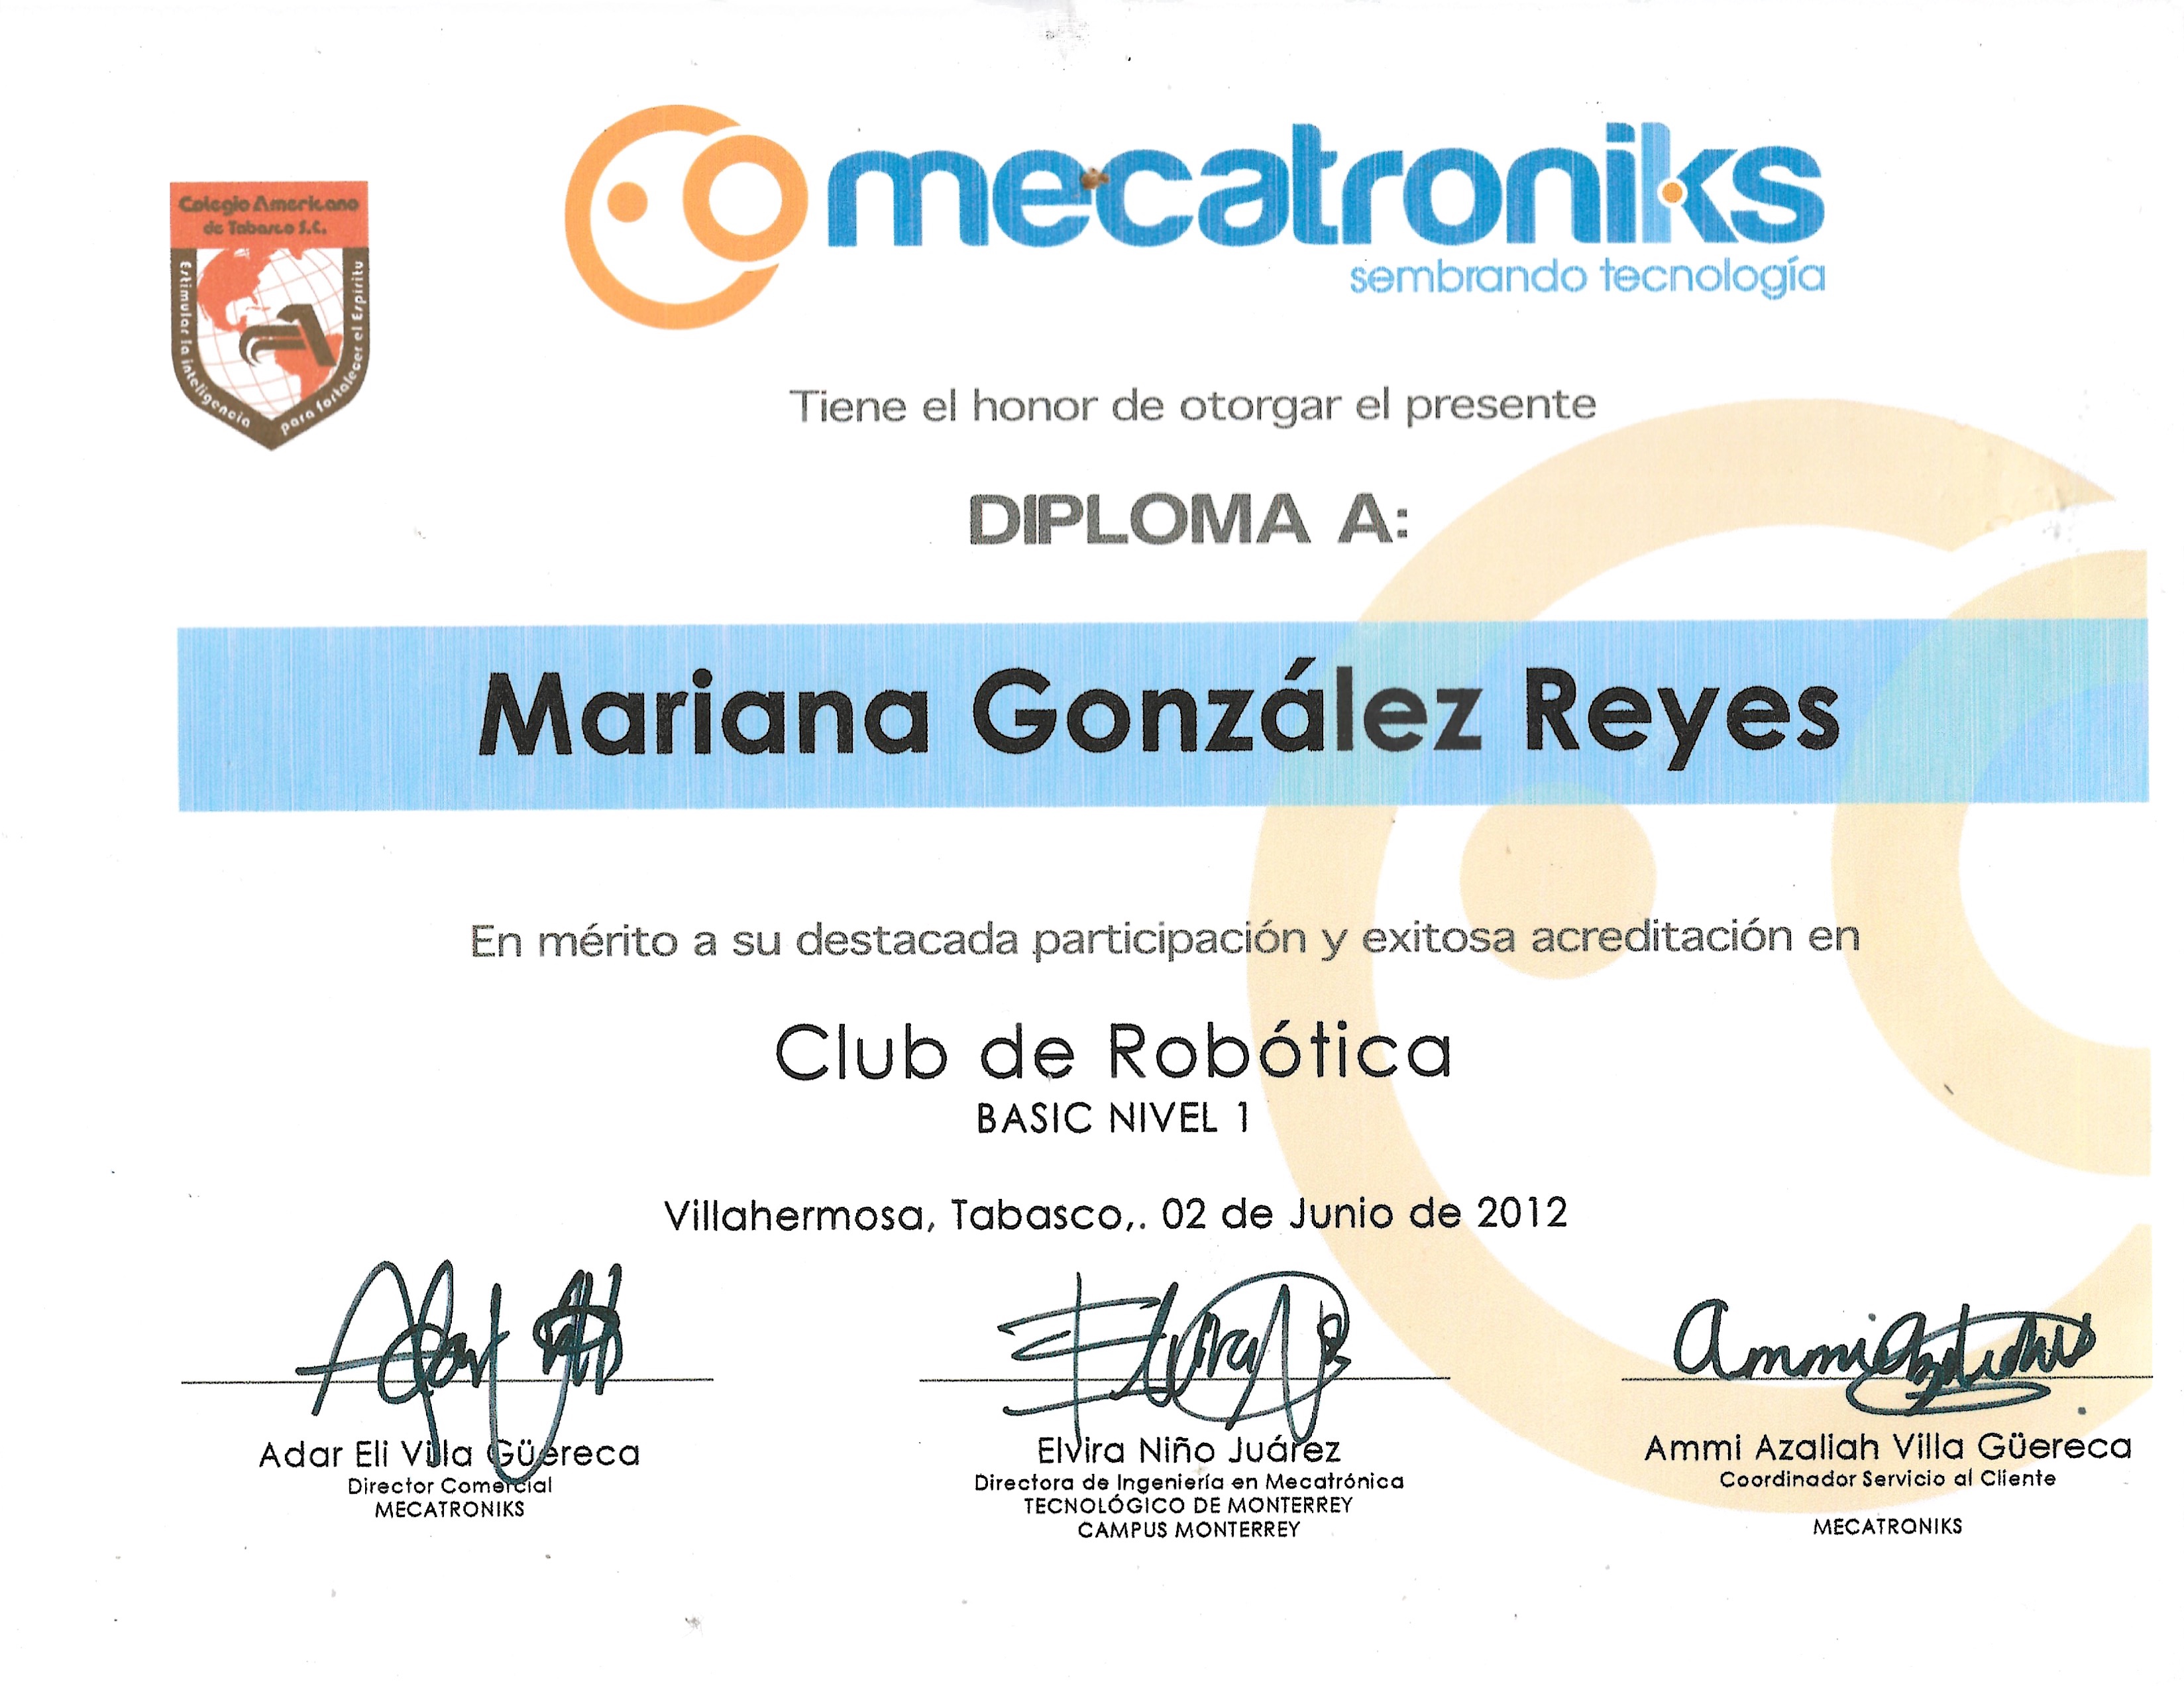 Colegio Americano
de Tabasco S.C.
Estimular la inteligencia
para fortalecer el Espíritu
mecatroniks
sembrando tecnología
Tiene el honor de otorgar el presente
DIPLOMA A:
Mariana González Reyes
En mérito a su destacada participación y exitosa acreditación en
Club de Robótica
BASIC NIVEL 1
Villahermosa, Tabasco,. 02 de Junio de 2012
Adar Eli Villa Güereca
Director Comercial
MECATRONIKS
Elvira Niño Juárez
Directora de Ingeniería en Mecatrónica
TECNOLÓGICO DE MONTERREY
CAMPUS MONTERREY
Ammi Azaliah Villa Güereca
Coordinador Servicio al Cliente
MECATRONIKS